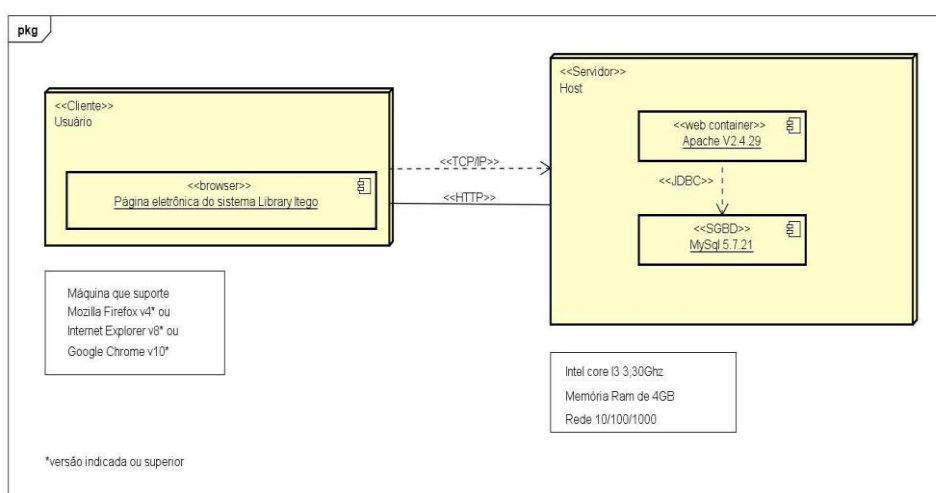 pkg
<<Cliente>>
Usuário
<<browser>>
Página eletrônica do sistema Library Itego
<<TCP/IP>>
<<HTTP>>
<<Servidor>>
Host
<<web container>>
Apache V2.4.29
<<JDBC>>
<<SGBD>>
MySql 5.7.21
Máquina que suporte
Mozilla Firefox v4* ou
Internet Explorer v8* ou
Google Chrome v10*
Intel core I3 3,30Ghz
Memória Ram de 4GB
Rede 10/100/1000
*versão indicada ou superior